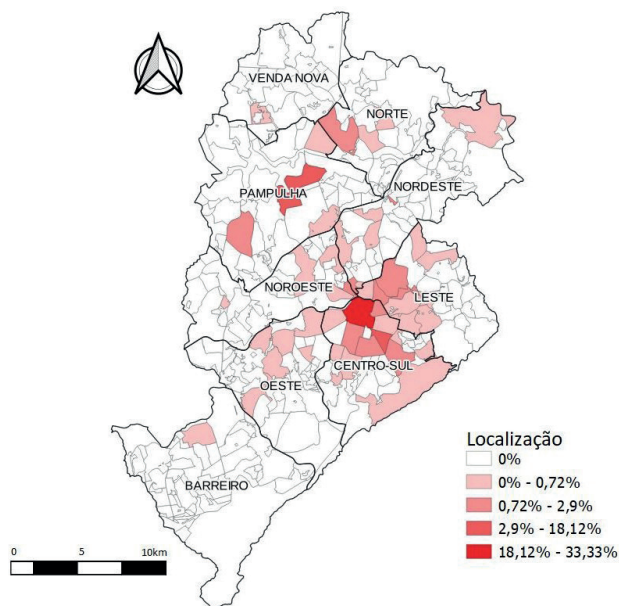 VENDA NOVA
NORTE
NORDESTE
PAMPULHA
NOROESTE
LESTE
CENTRO-SUL
OESTE
BARREIRO
Localização
0%
0% - 0,72%
0,72% - 2,9%
2,9% - 18,12%
18,12% - 33,33%
0 5 10km